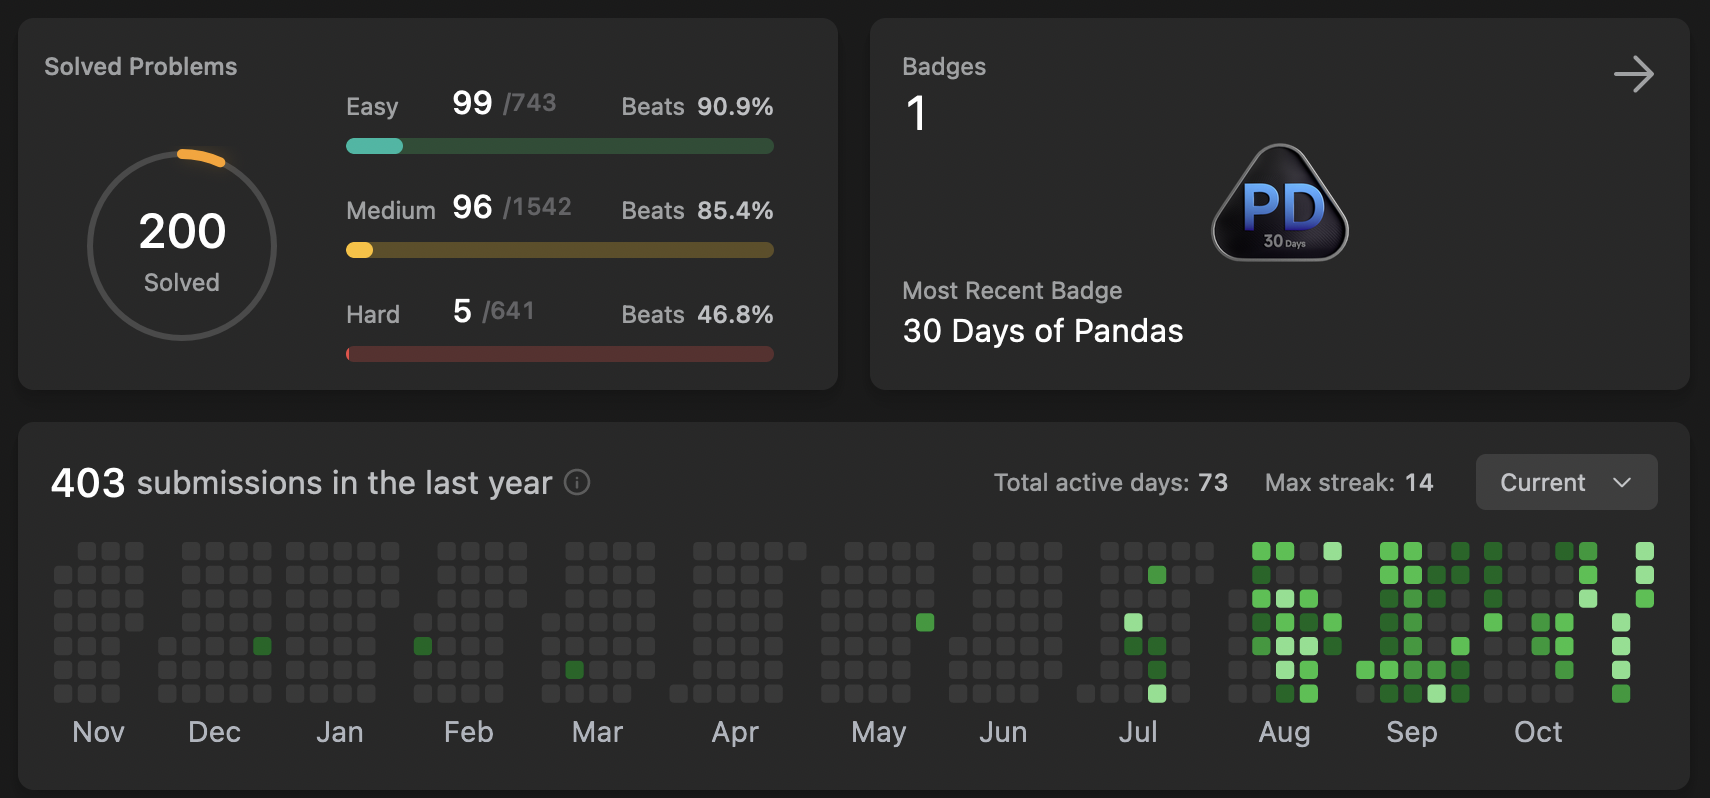 Solved Problems
200
Solved
Easy 99 /743 Beats 90.9%
Medium 96 /1542 Beats 85.4%
Hard 5 /641 Beats 46.8%
Badges
1
PD
30 Days
Most Recent Badge
30 Days of Pandas
403 submissions in the last year
Total active days: 73 Max streak: 14 Current
Nov Dec Jan Feb Mar Apr May Jun Jul Aug Sep Oct